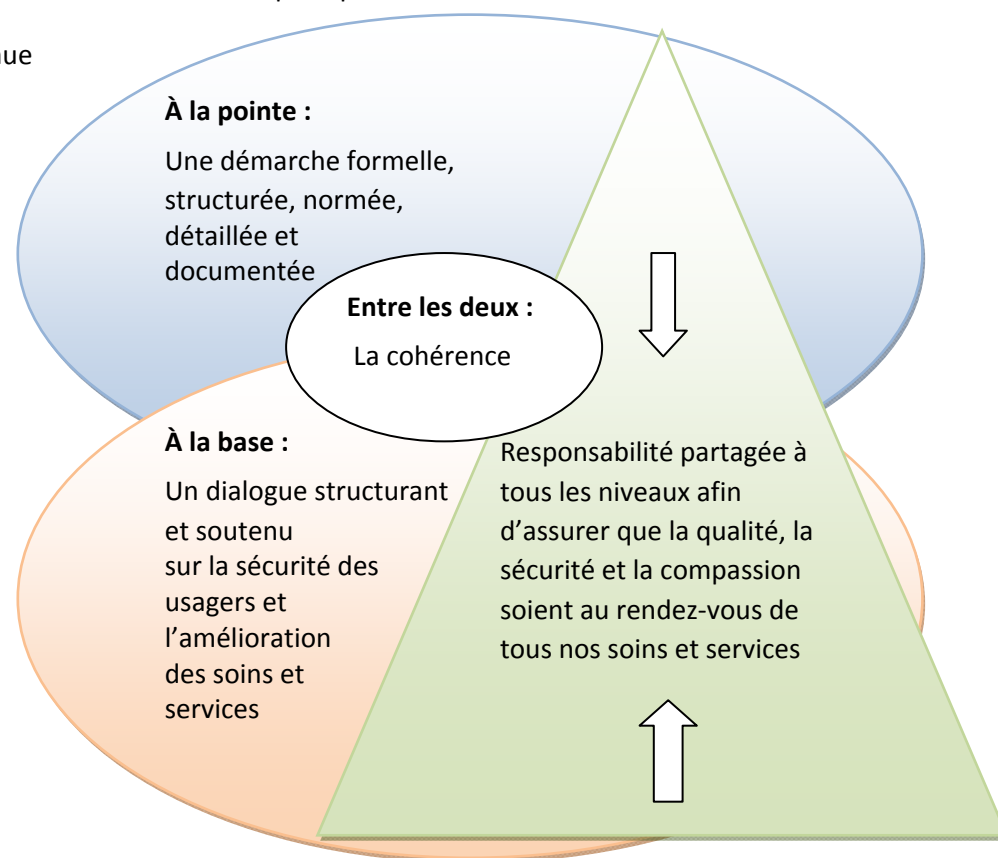 À la pointe :
Une démarche formelle,
structurée, normée,
détaillée et
documentée
Entre les deux :
La cohérence
À la base :
Un dialogue structurant
et soutenu
sur la sécurité des
usagers et
l’amélioration
des soins et
services
Responsabilité partagée à
tous les niveaux afin
d’assurer que la qualité, la
sécurité et la compassion
soient au rendez-vous de
tous nos soins et services